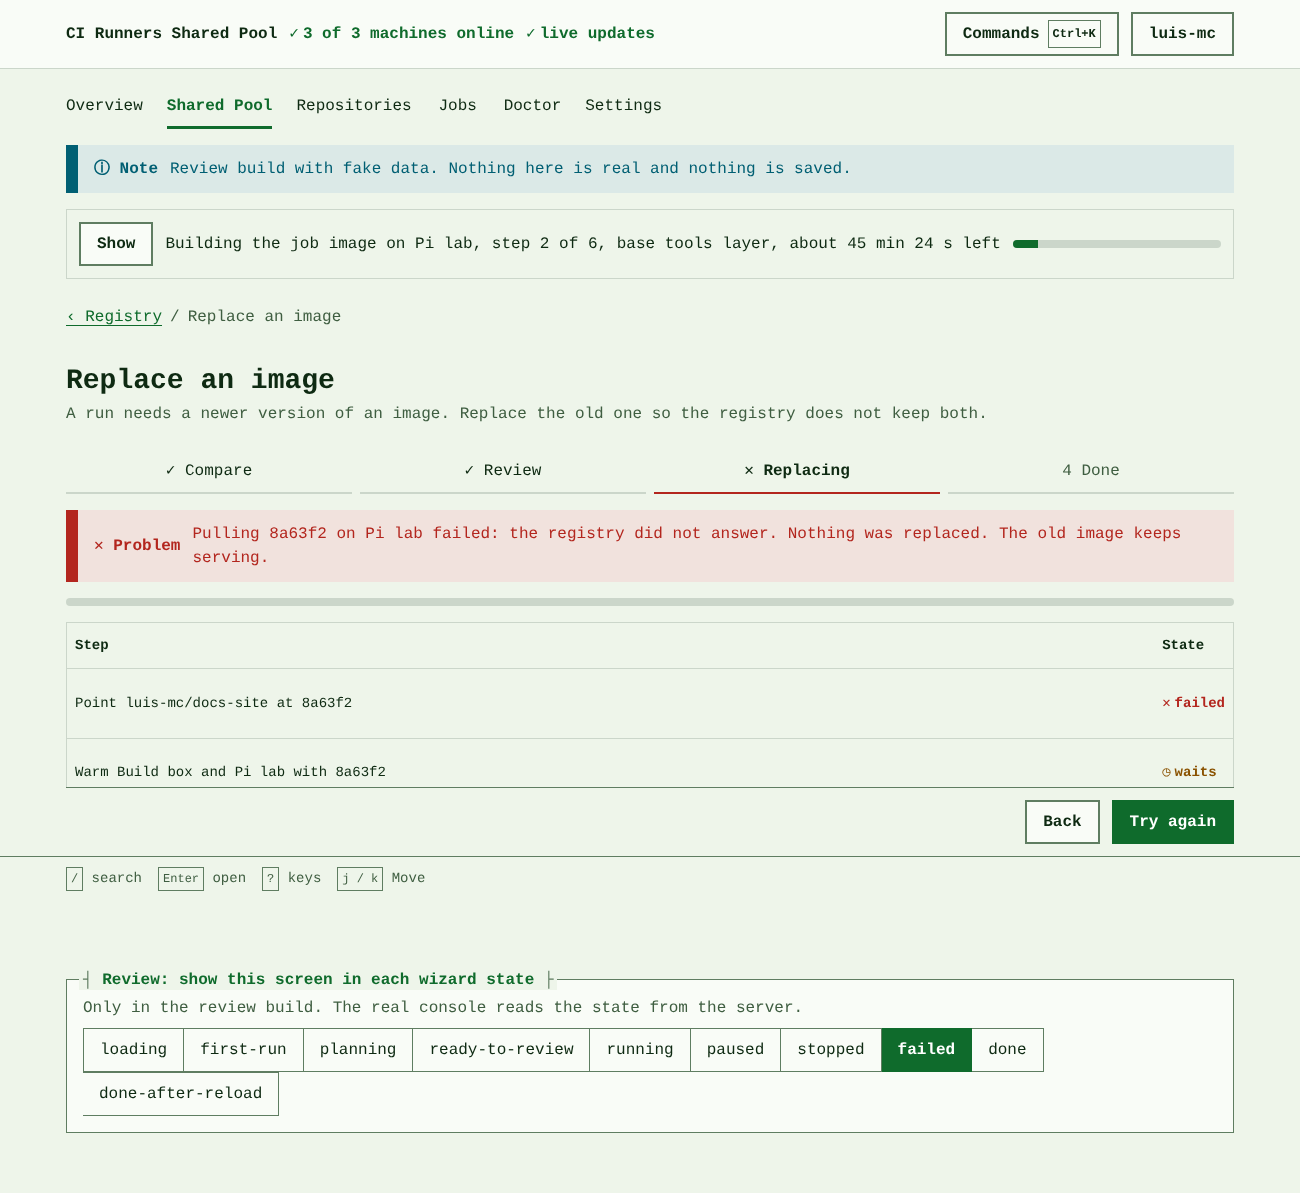 CI Runners Shared Pool ✓ 3 of 3 machines online ✓ live updates
Commands Ctrl+K luis-mc
Overview Shared Pool Repositories Jobs Doctor Settings
ⓘ Note Review build with fake data. Nothing here is real and nothing is saved.
Show Building the job image on Pi lab, step 2 of 6, base tools layer, about 45 min 24 s left
‹ Registry / Replace an image
Replace an image
A run needs a newer version of an image. Replace the old one so the registry does not keep both.
✓ Compare ✓ Review × Replacing 4 Done
× Problem Pulling 8a63f2 on Pi lab failed: the registry did not answer. Nothing was replaced. The old image keeps
serving.
Step State
Point luis-mc/docs-site at 8a63f2 × failed
Warm Build box and Pi lab with 8a63f2 ◷ waits
Back Try again
/ search Enter open ? keys j / k Move
┤ Review: show this screen in each wizard state ├
Only in the review build. The real console reads the state from the server.
loading first-run planning ready-to-review running paused stopped failed done
done-after-reload